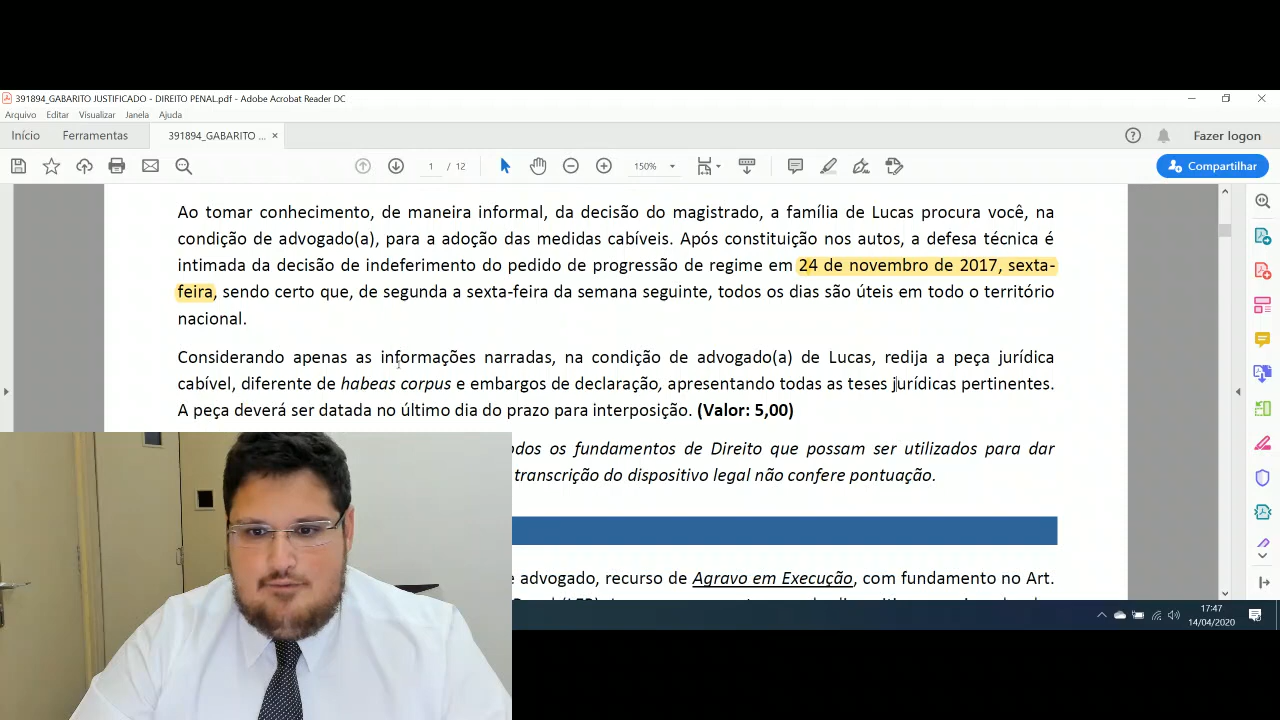 391894_GABARITO JUSTIFICADO - DIREITO PENAL.pdf - Adobe Acrobat Reader DC
Arquivo Editar Visualizar Janela Ajuda
Início Ferramentas 391894_GABARITO ... × Fazer logon
1 / 12 150% Compartilhar
Ao tomar conhecimento, de maneira informal, da decisão do magistrado, a família de Lucas procura você, na
condição de advogado(a), para a adoção das medidas cabíveis. Após constituição nos autos, a defesa técnica é
intimada da decisão de indeferimento do pedido de progressão de regime em 24 de novembro de 2017, sexta-
feira, sendo certo que, de segunda a sexta-feira da semana seguinte, todos os dias são úteis em todo o território
nacional.
Considerando apenas as informações narradas, na condição de advogado(a) de Lucas, redija a peça jurídica
cabível, diferente de habeas corpus e embargos de declaração, apresentando todas as teses jurídicas pertinentes.
A peça deverá ser datada no último dia do prazo para interposição. (Valor: 5,00)
os fundamentos de Direito que possam ser utilizados para dar
transcrição do dispositivo legal não confere pontuação.
advogado, recurso de Agravo em Execução, com fundamento no Art.
17:47
14/04/2020